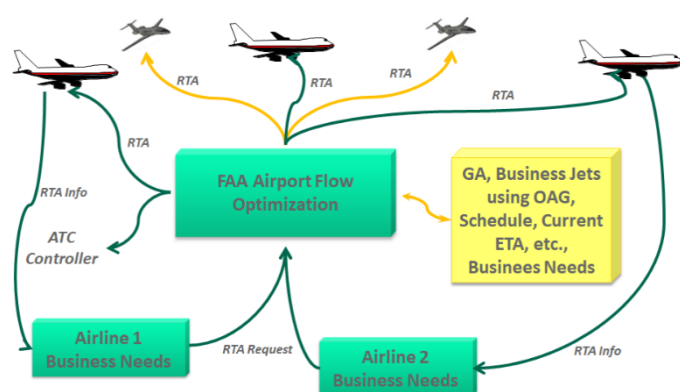 RTA
RTA
RTA
RTA
RTA
RTA Info
FAA Airport Flow
Optimization
GA, Business Jets
using OAG,
Schedule, Current
ETA, etc.,
Businees Needs
ATC
Controller
Airline 1
Business Needs
RTA Request
Airline 2
Business Needs
RTA Info